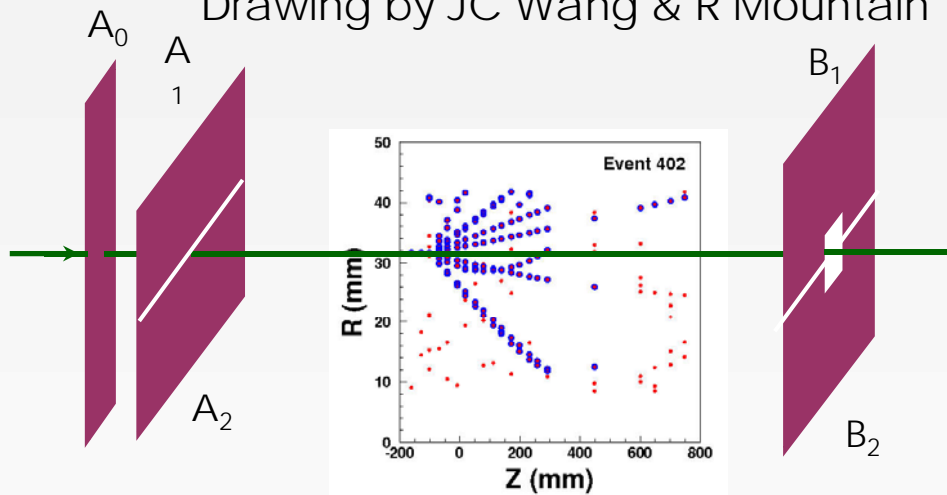 Drawing by JC Wang & R Mountain
A0
A
1
B1
50
Event 402
40
30
R (mm)
20
10
0
-200 0 200 400 600 800
Z (mm)
A2
B2